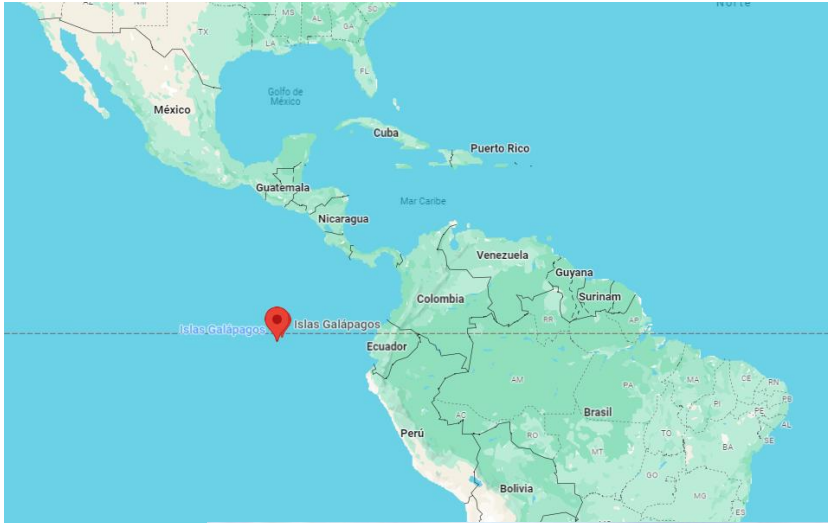 Norte
MS
AL
GA
SC
TX
LA
FL
Golfo de
México
México
Cuba
Puerto Rico
Guatemala
Mar Caribe
Nicaragua
Venezuela
Guyana
Surinam
Colombia
RR
AP
Islas Galápagos
Islas Galápagos
Ecuador
AM
PA
MA
CE
RN
PB
PI
PE
AL
AC
Brasil
SE
Perú
RO
TO
BA
MT
GO
Bolivia
MG
ES